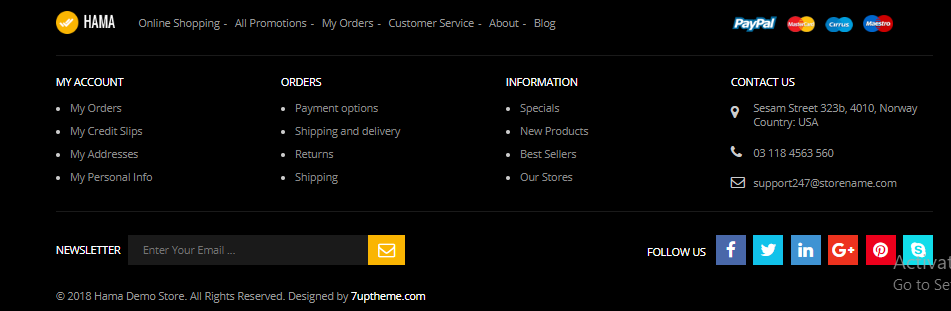 HAMA Online Shopping - All Promotions - My Orders - Customer Service - About - Blog PayPal MasterCard Cirrus Maestro
MY ACCOUNT
My Orders
My Credit Slips
My Addresses
My Personal Info
ORDERS
Payment options
Shipping and delivery
Returns
Shipping
INFORMATION
Specials
New Products
Best Sellers
Our Stores
CONTACT US
Sesam Street 323b, 4010, Norway
Country: USA
03 118 4563 560
support247@storename.com
NEWSLETTER Enter Your Email ...
FOLLOW US
Activat
Go to Se
© 2018 Hama Demo Store. All Rights Reserved. Designed by 7uptheme.com